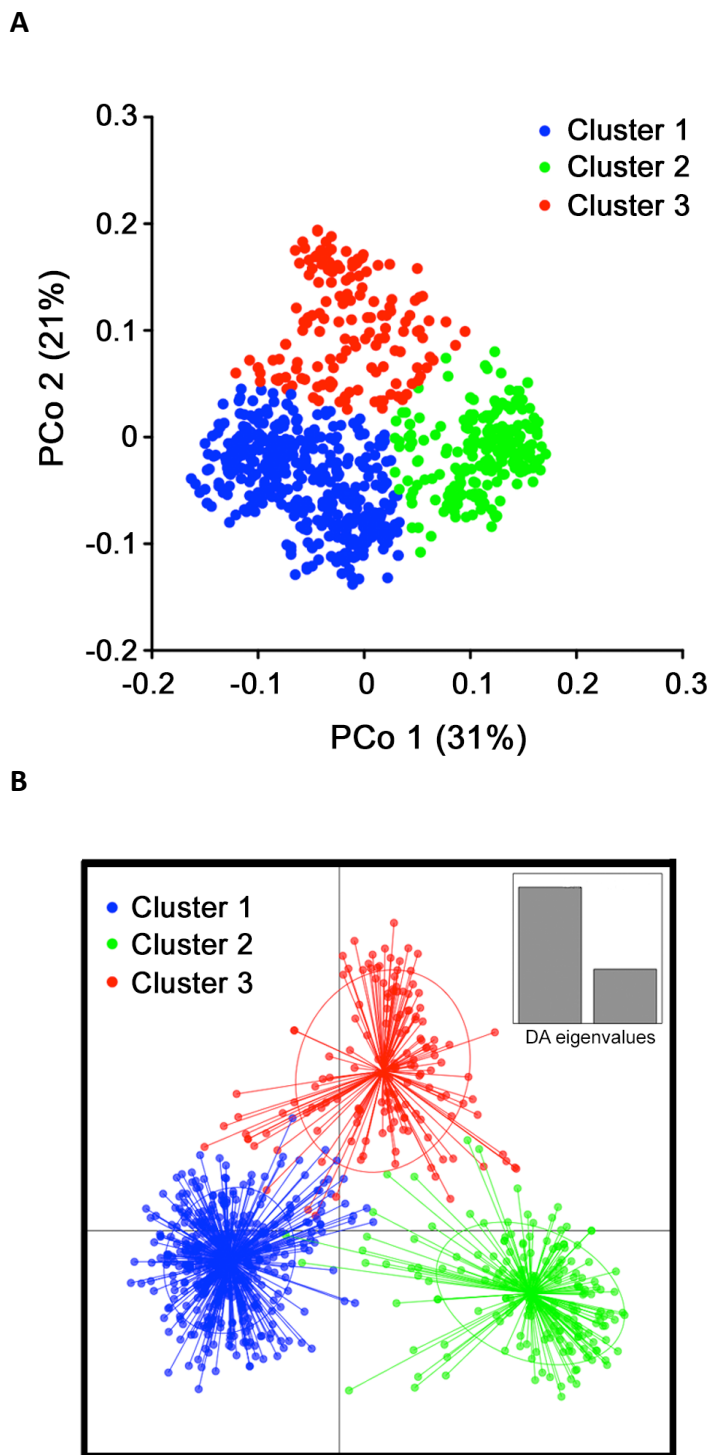 A
0.3
Cluster 1
Cluster 2
Cluster 3
0.2
0.1
0
-0.1
-0.2
PCo 2 (21%)
-0.2 -0.1 0 0.1 0.2 0.3
PCo 1 (31%)
B
Cluster 1
Cluster 2
Cluster 3
DA eigenvalues